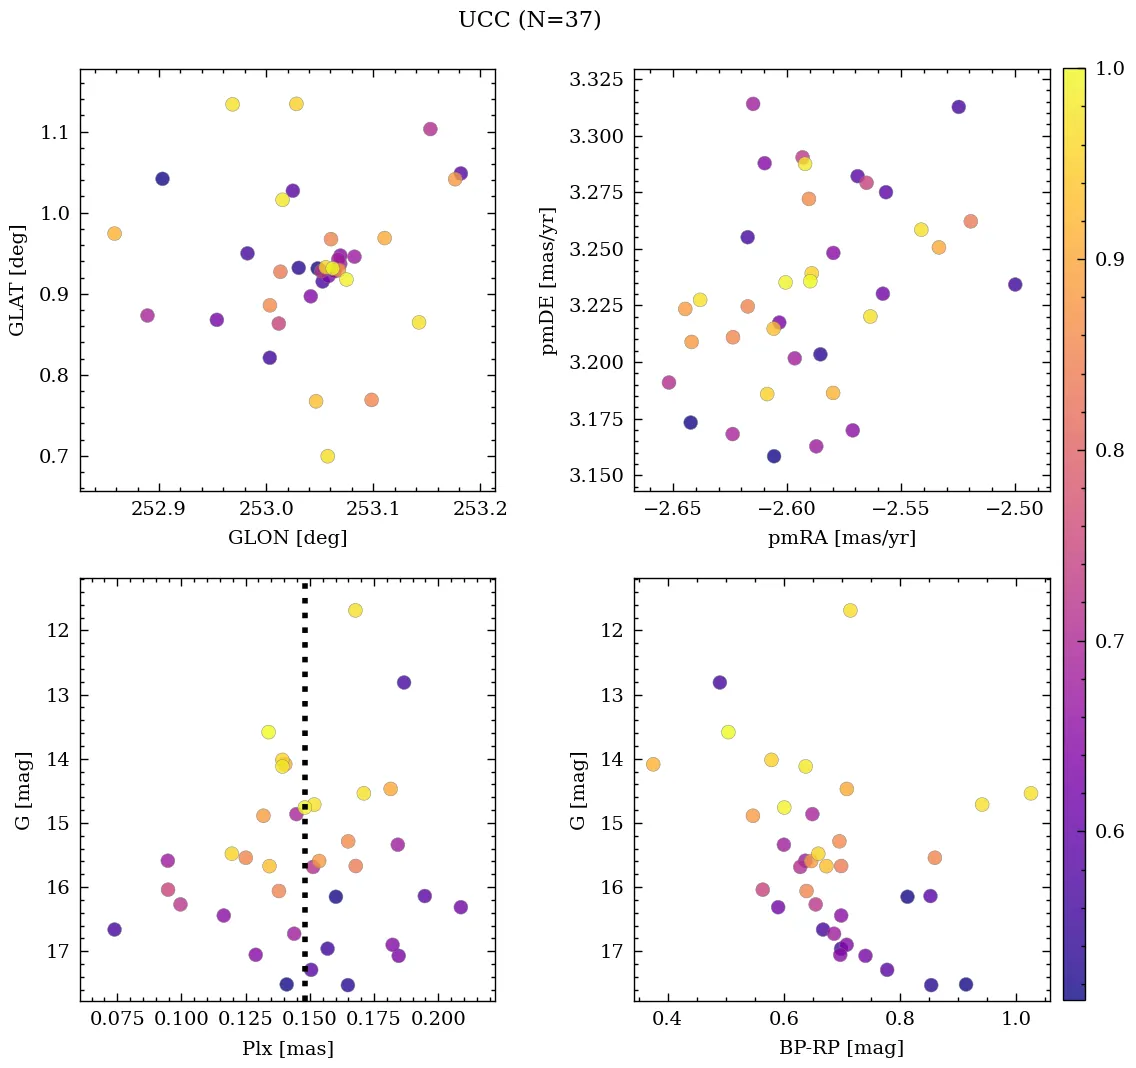 UCC (N=37)
1.1
1.0
0.9
0.8
0.7
GLAT [deg]
252.9 253.0 253.1 253.2
GLON [deg]
3.325
3.300
3.275
3.250
3.225
3.200
3.175
3.150
pmDE [mas/yr]
−2.65 −2.60 −2.55 −2.50
pmRA [mas/yr]
1.0
0.9
0.8
0.7
0.6
12
13
14
15
16
17
G [mag]
0.075 0.100 0.125 0.150 0.175 0.200
Plx [mas]
12
13
14
15
16
17
G [mag]
0.4 0.6 0.8 1.0
BP-RP [mag]